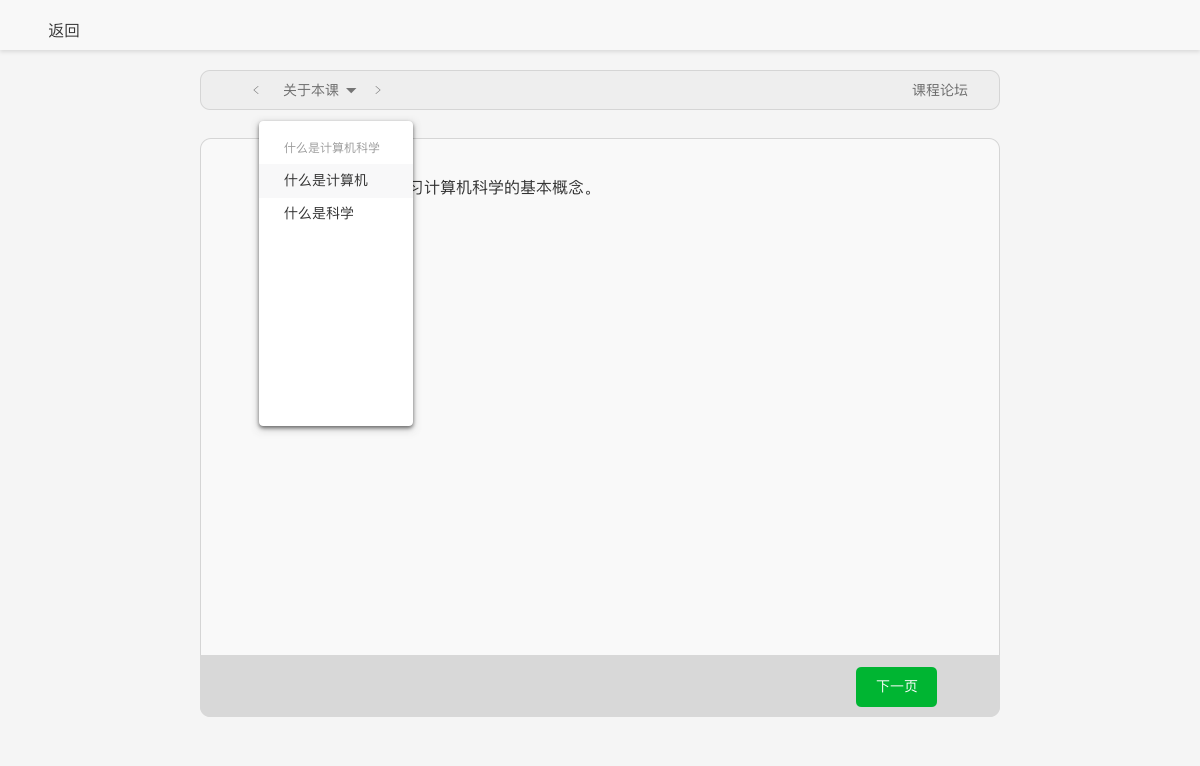 返回
关于本课
课程论坛
什么是计算机科学
什么是计算机
习计算机科学的基本概念。
什么是科学
下一页